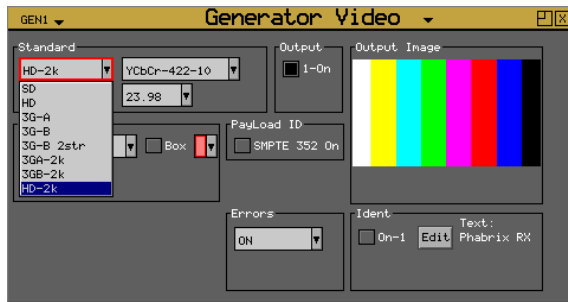 GEN1
Generator Video
Standard
HD-2k
YCbCr-422-10
23.98
SD
HD
3G-A
3G-B
3G-B 2str
3GA-2k
3GB-2k
HD-2k
Box
Output
1-On
PayLoad ID
SMPTE 352 On
Output Image
Errors
ON
Ident
On-1
Edit
Text:
Phabrix RX